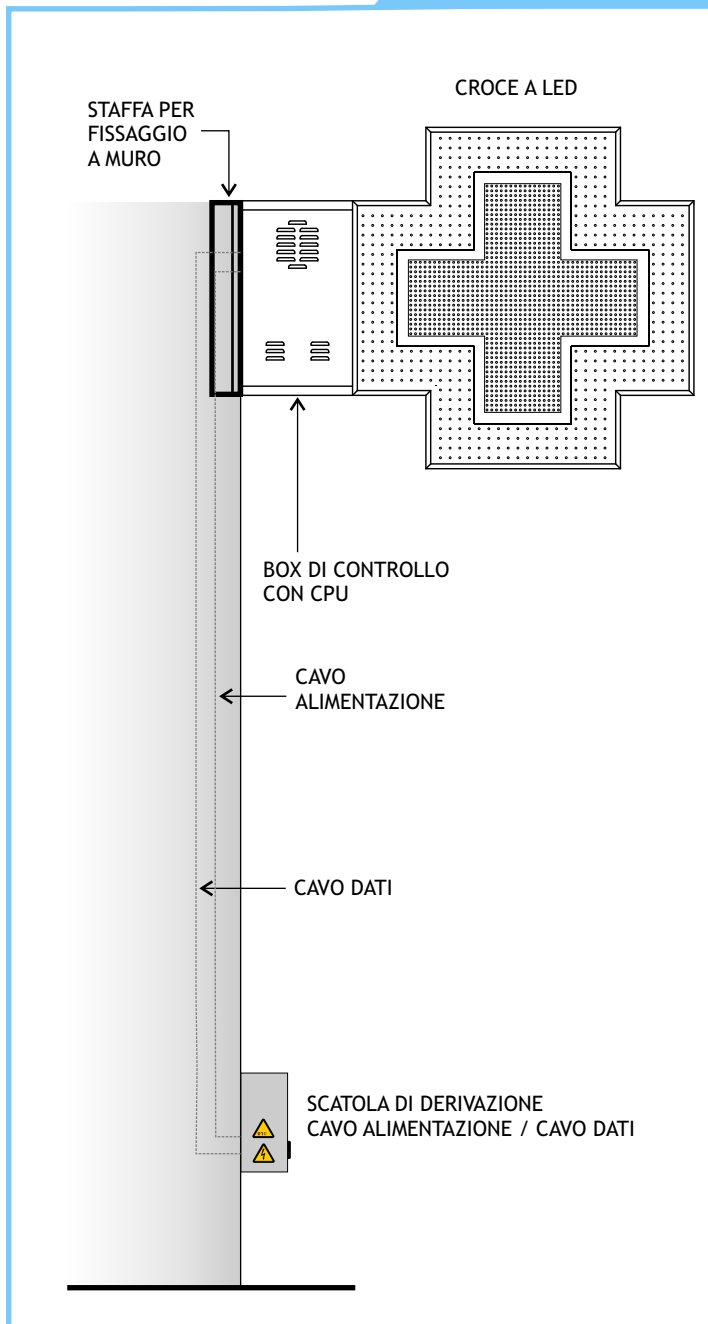 CROCE A LED
STAFFA PER
FISSAGGIO
A MURO
BOX DI CONTROLLO
CON CPU
CAVO
ALIMENTAZIONE
CAVO DATI
SCATOLA DI DERIVAZIONE
CAVO ALIMENTAZIONE / CAVO DATI